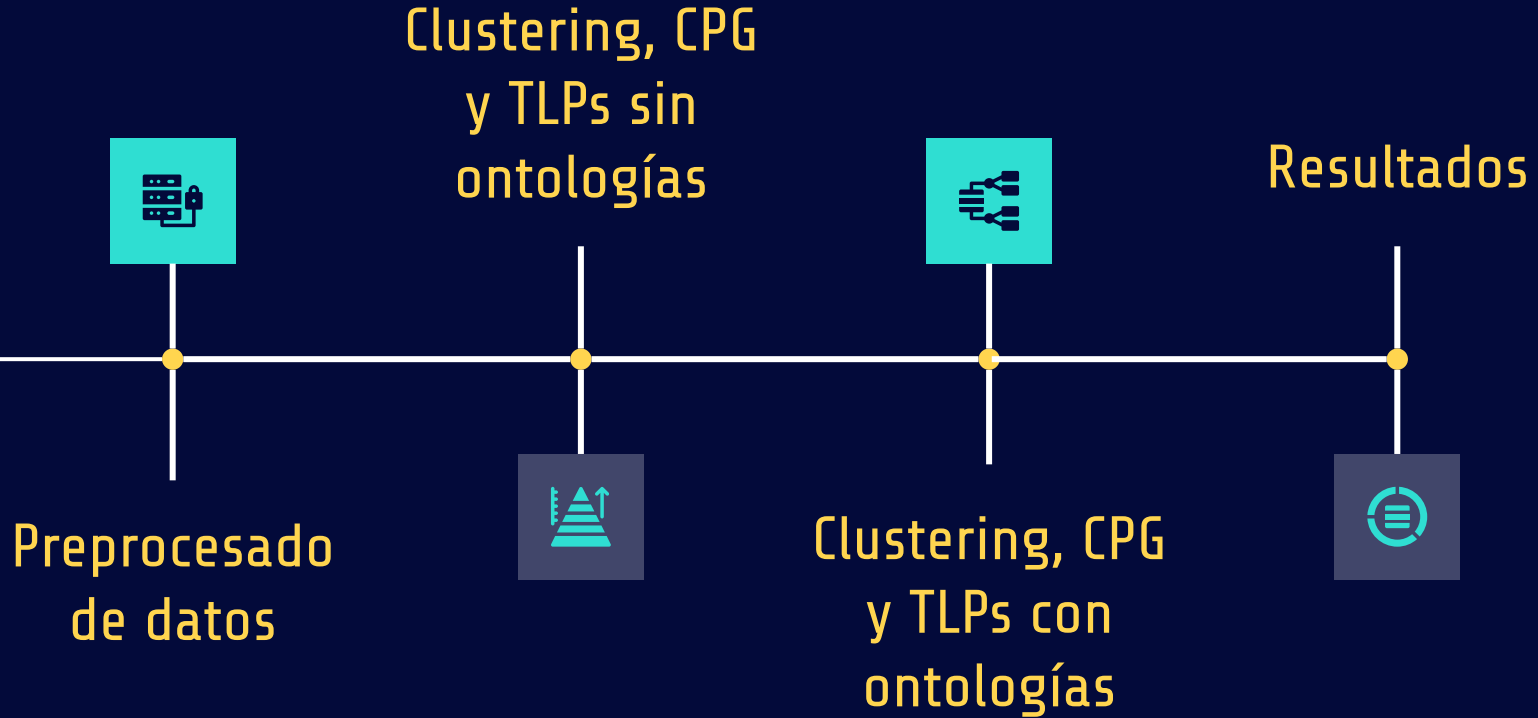 Preprocesado
de datos
Clustering, CPG
y TLPs sin
ontologías
Clustering, CPG
y TLPs con
ontologías
Resultados